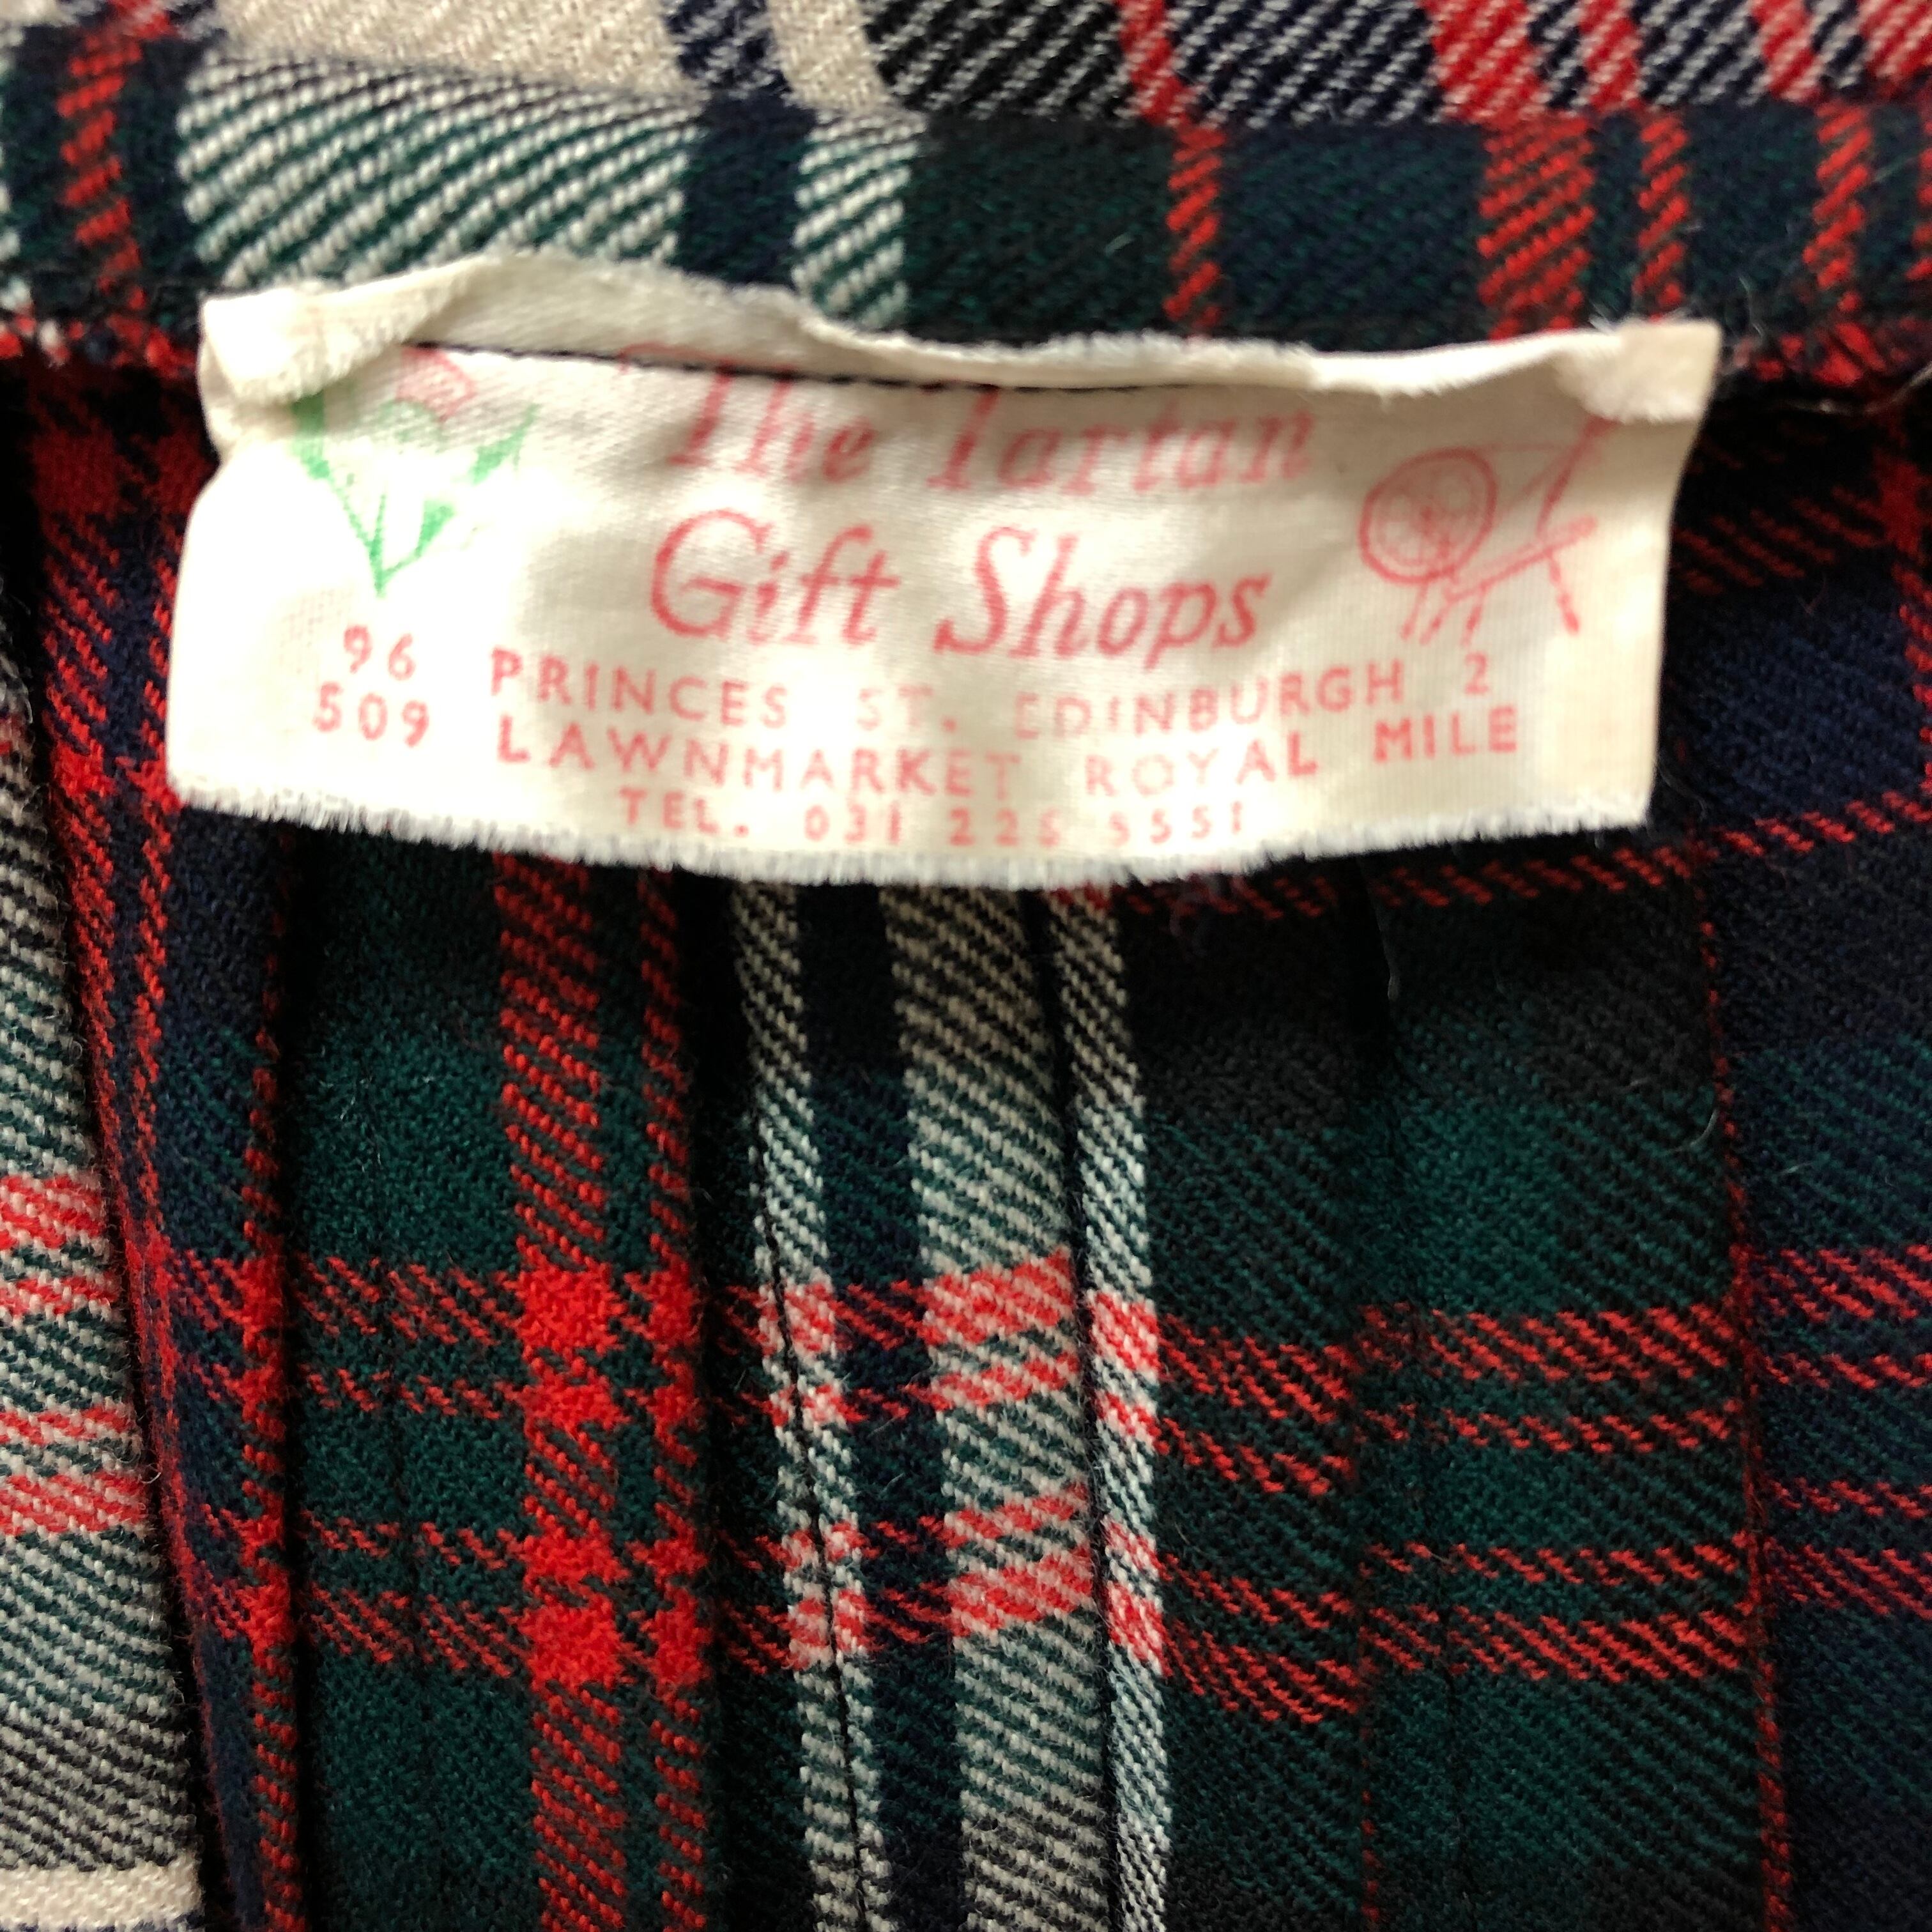 The Tartan
Gift Shops
96 PRINCES ST. EDINBURGH 2
509 LAWNMARKET ROYAL MILE
TEL. 031 225 5551